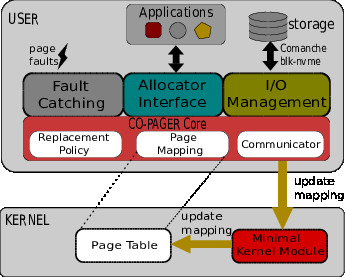 USER
Applications
storage
page
faults
Comanche
blk-nvme
Fault
Catching
Allocator
Interface
I/O
Management
CO-PAGER Core
Replacement
Policy
Page
Mapping
Communicator
update
mapping
KERNEL
update
mapping
Page Table
Minimal
Kernel Module